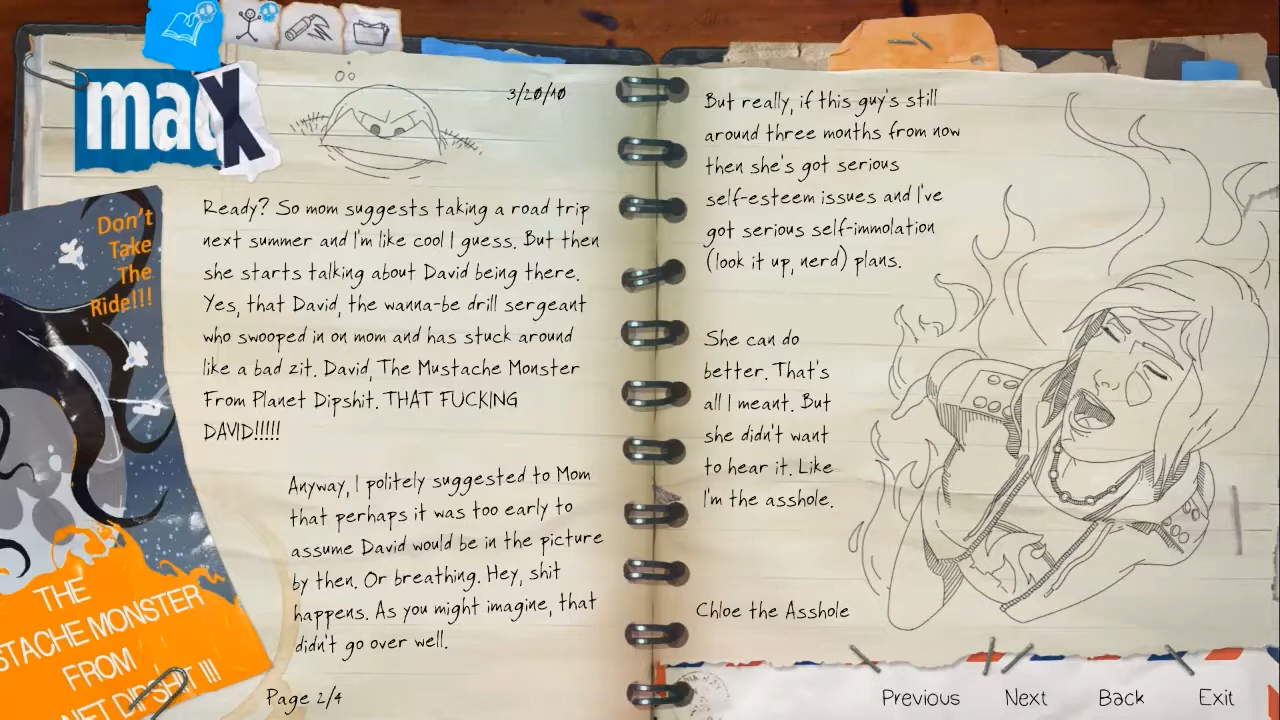 max
3/20/10
Don't
Take
The
Ride!!!
Ready? So mom suggests taking a road trip
next summer and I'm like cool I guess. But then
she starts talking about David being there.
Yes, that David, the wanna-be drill sergeant
who swooped in on mom and has stuck around
like a bad zit. David, The Mustache Monster
From Planet Dipshit. THAT FUCKING
DAVID!!!!!
Anyway, I politely suggested to Mom
that perhaps it was too early to
assume David would be in the picture
by then. Or breathing. Hey, shit
happens. As you might imagine, that
didn't go over well.
THE
STACHE MONSTER
FROM
NET DIPSHIT !!!
Page 2/4
But really, if this guy's still
around three months from now
then she's got serious
self-esteem issues and I've
got serious self-immolation
(look it up, nerd) plans.
She can do
better. That's
all I meant. But
she didn't want
to hear it. Like
I'm the asshole.
Chloe the Asshole
Previous Next Back Exit